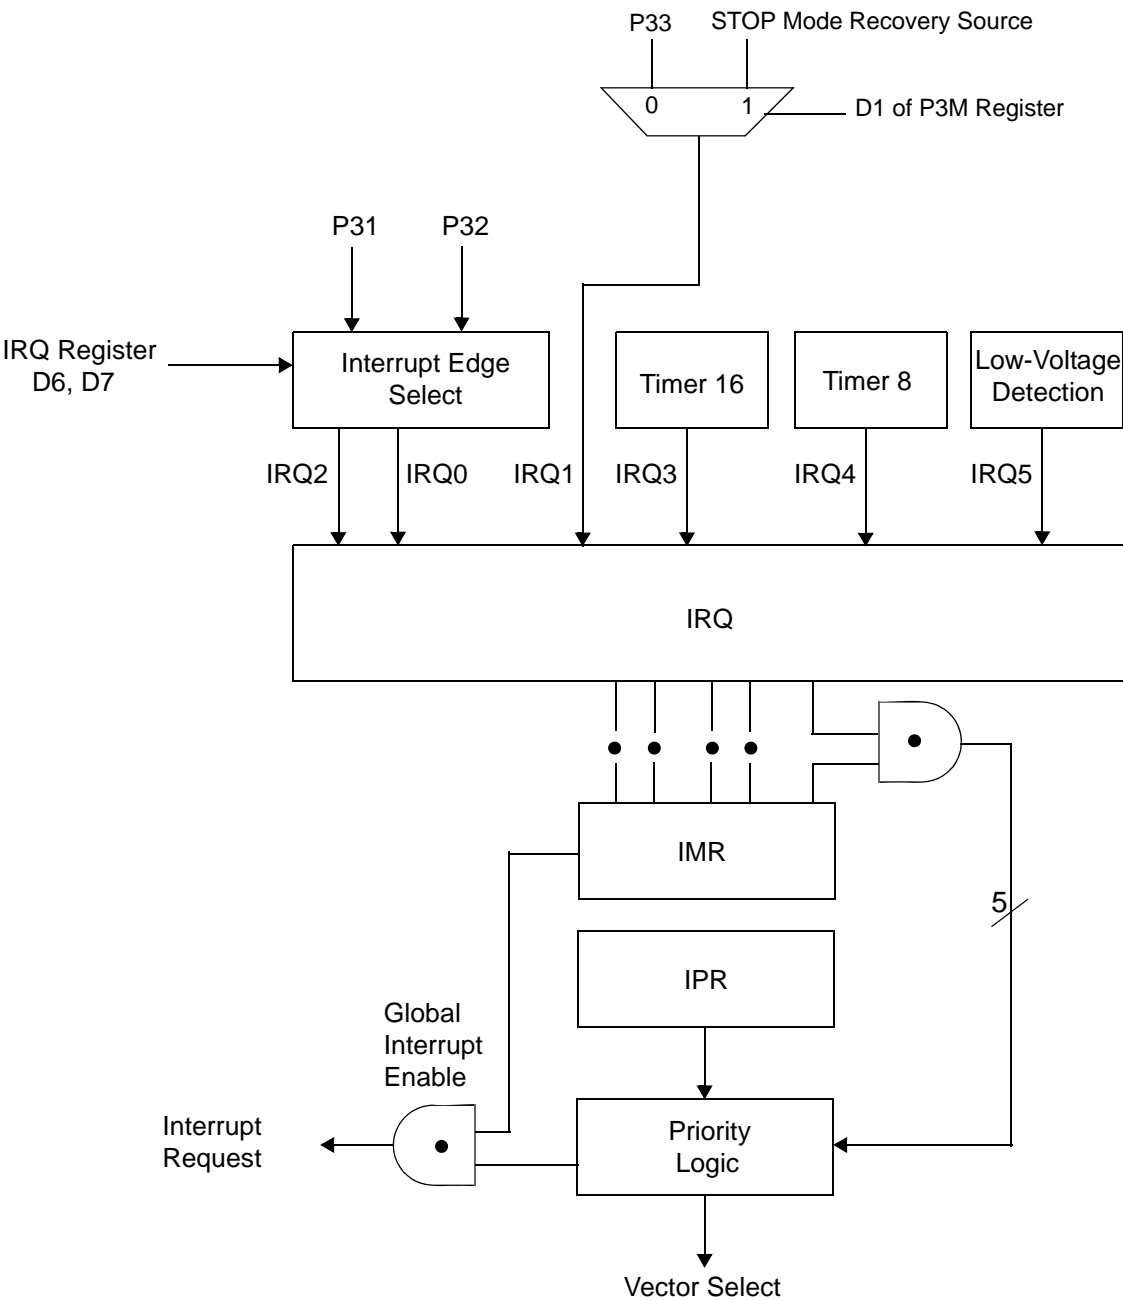 P33
STOP Mode Recovery Source
0
1
D1 of P3M Register
P31
P32
IRQ Register
D6, D7
Interrupt Edge
Select
Timer 16
Timer 8
Low-Voltage
Detection
IRQ2
IRQ0
IRQ1
IRQ3
IRQ4
IRQ5
IRQ
IMR
5
IPR
Global
Interrupt
Enable
Interrupt
Request
Priority
Logic
Vector Select